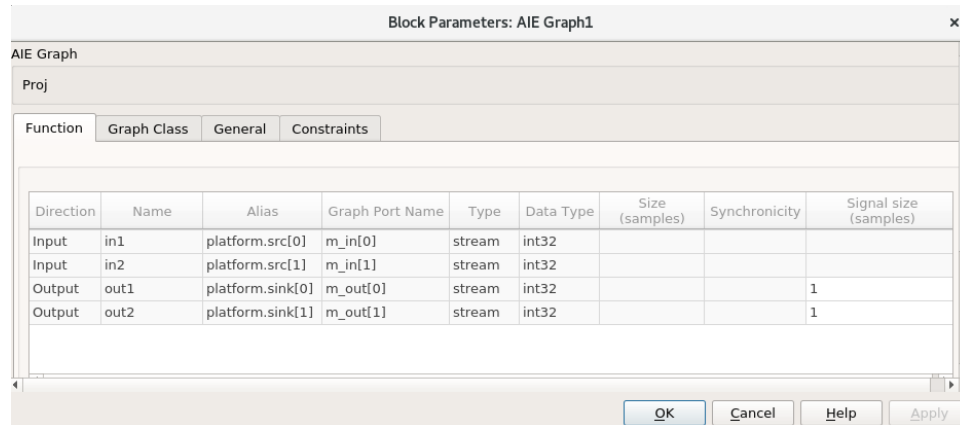 Block Parameters: AIE Graph1 ×
AIE Graph
Proj
Function Graph Class General Constraints
Direction Name Alias Graph Port Name Type Data Type Size (samples) Synchronicity Signal size (samples)
Input in1 platform.src[0] m_in[0] stream int32
Input in2 platform.src[1] m_in[1] stream int32
Output out1 platform.sink[0] m_out[0] stream int32 1
Output out2 platform.sink[1] m_out[1] stream int32 1
OK Cancel Help Apply